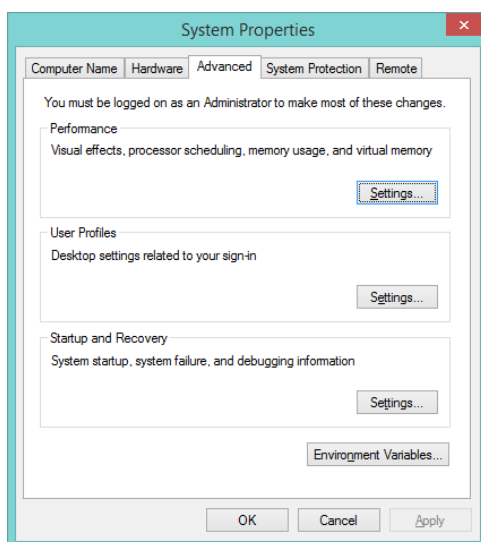 System Properties
Computer Name Hardware Advanced System Protection Remote
You must be logged on as an Administrator to make most of these changes.
Performance
Visual effects, processor scheduling, memory usage, and virtual memory
Settings...
User Profiles
Desktop settings related to your sign-in
Settings...
Startup and Recovery
System startup, system failure, and debugging information
Settings...
Environment Variables...
OK Cancel Apply